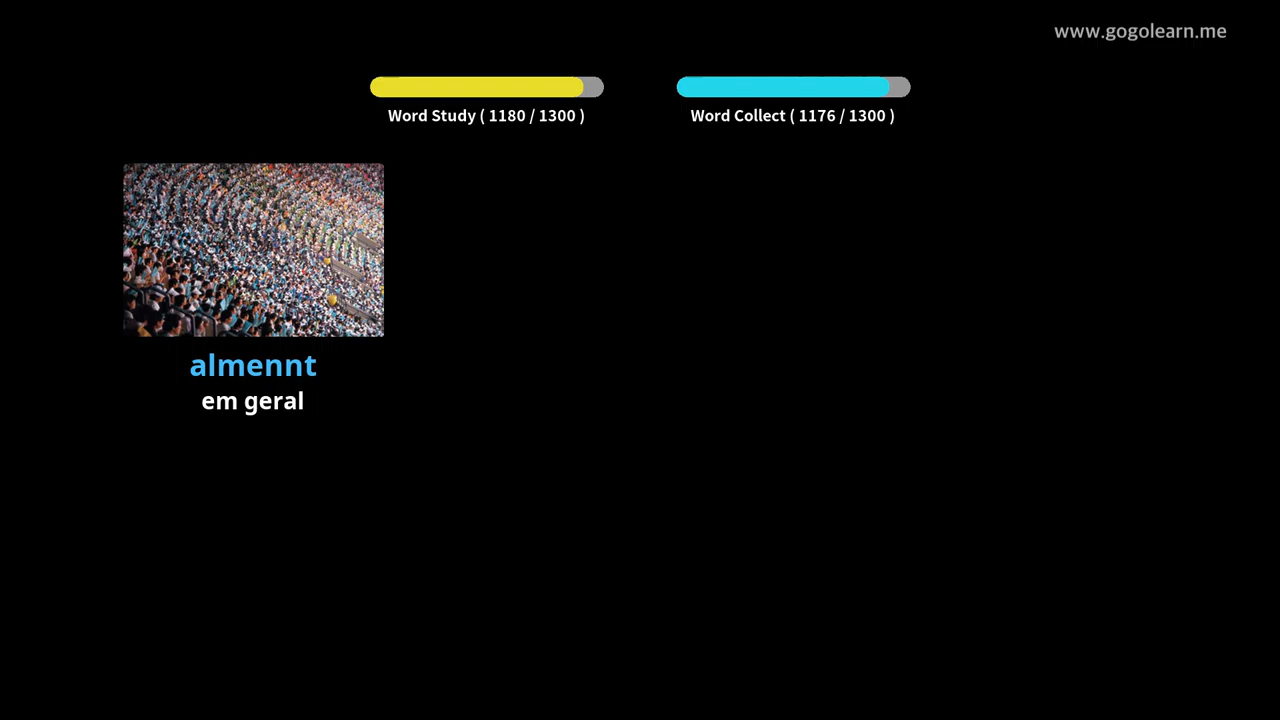 www.gogolearn.me
Word Study ( 1180 / 1300 )
Word Collect ( 1176 / 1300 )
almennt
em geral